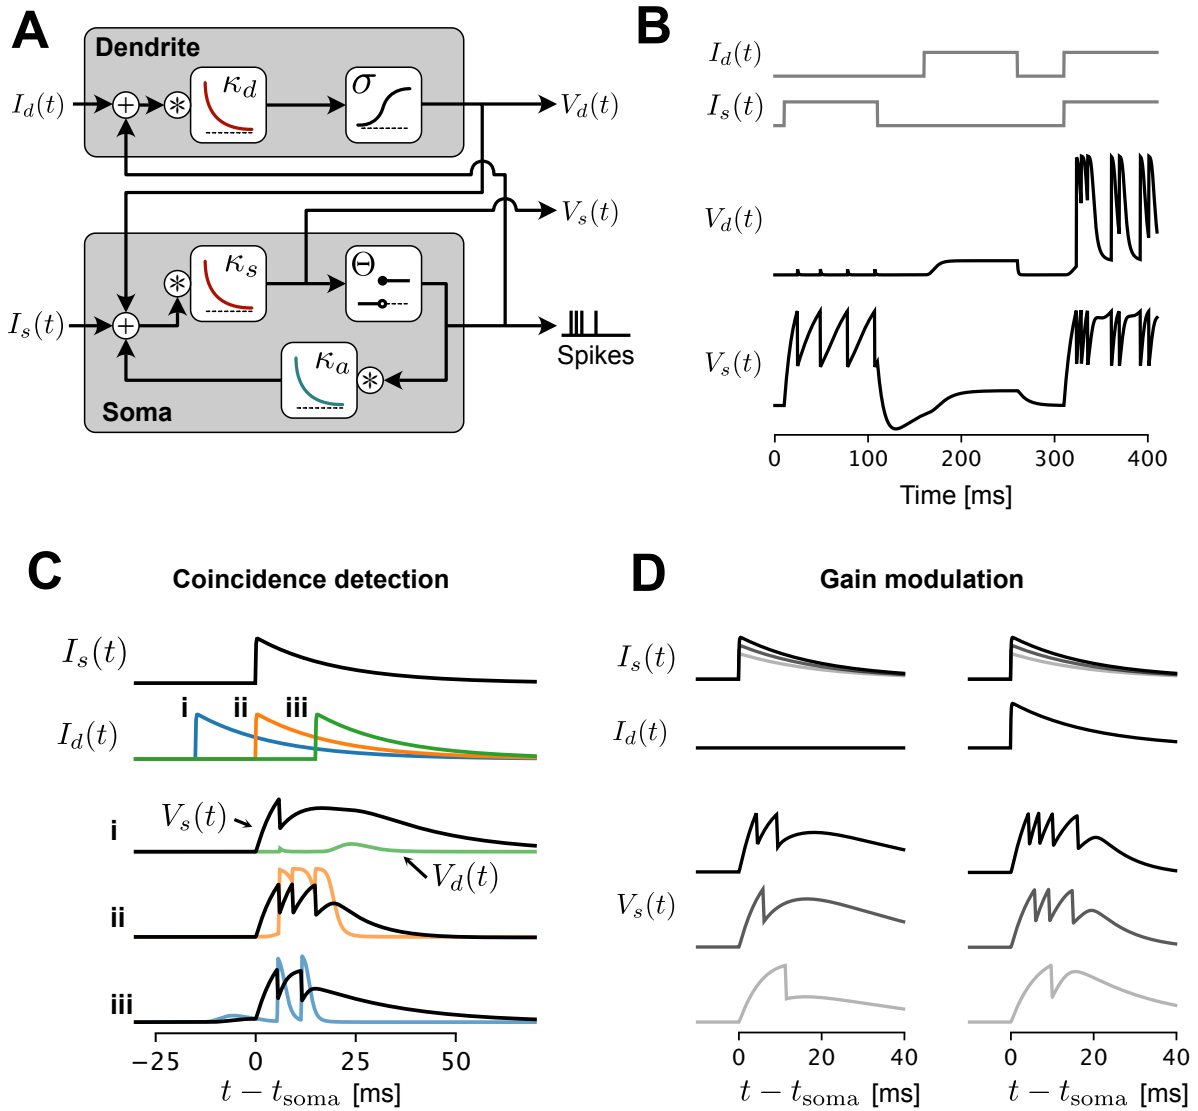 A
Dendrite
I_d(t)
+
*
κ_d
σ
V_d(t)
V_s(t)
I_s(t)
+
*
κ_s
Θ
κ_a
*
Spikes
Soma
B
I_d(t)
I_s(t)
V_d(t)
V_s(t)
0 100 200 300 400
Time [ms]
C
Coincidence detection
I_s(t)
i ii iii
I_d(t)
V_s(t)
i
V_d(t)
ii
iii
−25 0 25 50
t − t_soma [ms]
D
Gain modulation
I_s(t)
I_d(t)
V_s(t)
0 20 40
0 20 40
t − t_soma [ms]
t − t_soma [ms]